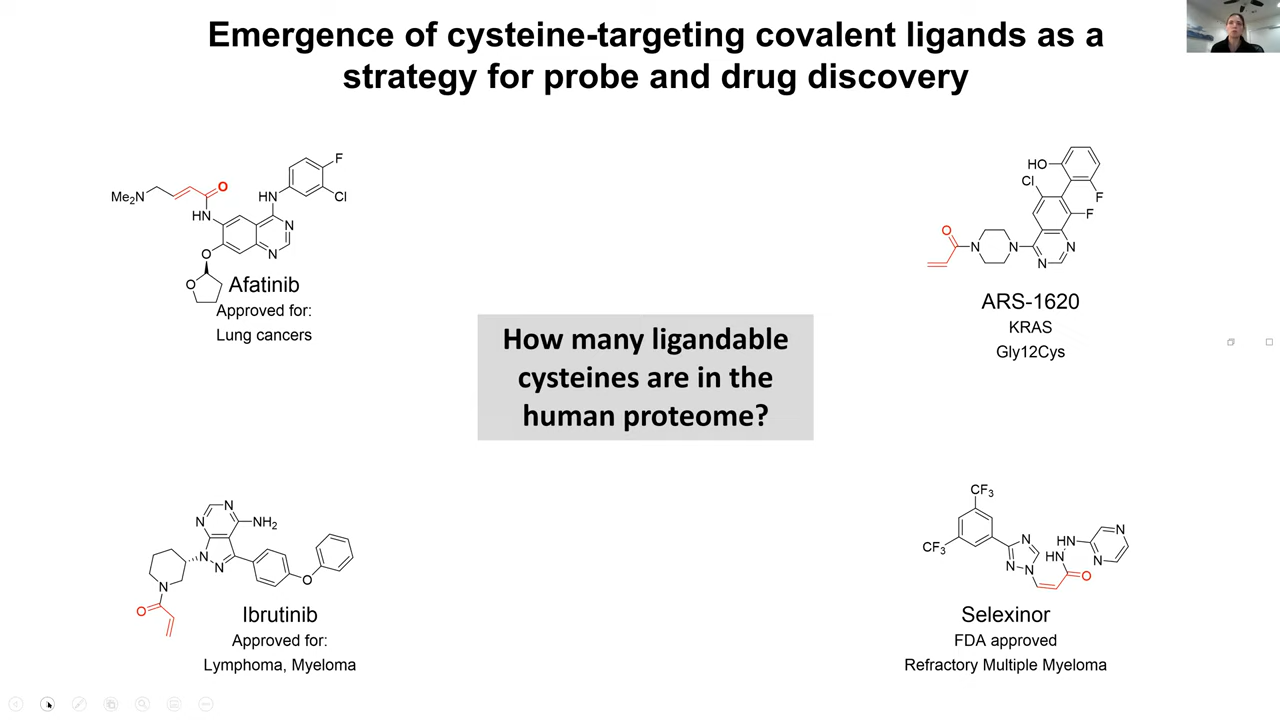 Emergence of cysteine-targeting covalent ligands as a
strategy for probe and drug discovery
F
Cl
Me2N
O
HN
HN
N
N
O
O
Afatinib
Approved for:
Lung cancers
HO
Cl
F
F
O
N
N
N
N
ARS-1620
KRAS
Gly12Cys
How many ligandable
cysteines are in the
human proteome?
N
N
NH2
N
N
O
N
O
Ibrutinib
Approved for:
Lymphoma, Myeloma
CF3
CF3
N
N
N
HN
HN
N
N
O
Selexinor
FDA approved
Refractory Multiple Myeloma